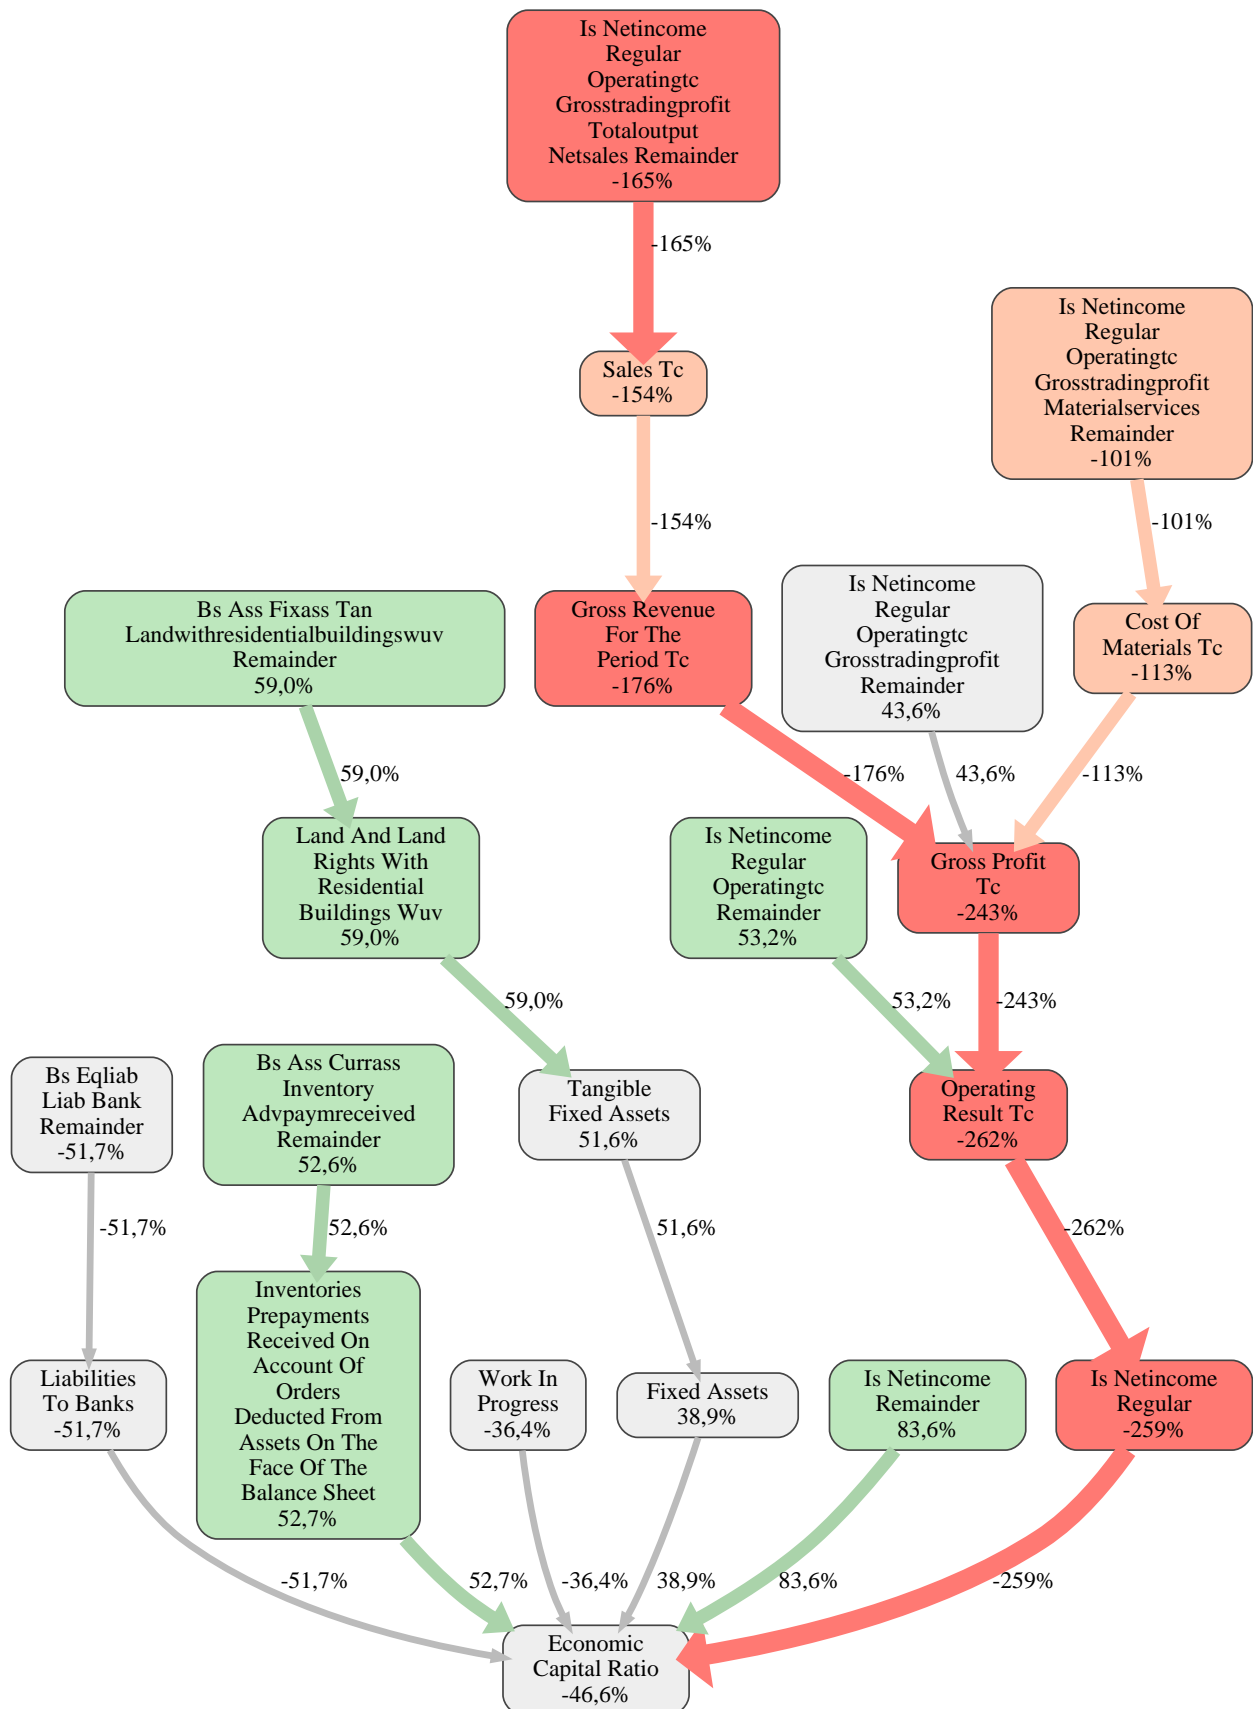 Is Netincome
Regular
Operatingtc
Grosstradingprofit
Totaloutput
Netsales Remainder
-165%
-165%
Sales Tc
-154%
Is Netincome
Regular
Operatingtc
Grosstradingprofit
Materialservices
Remainder
-101%
-154%
-101%
Bs Ass Fixass Tan
Landwithresidentialbuildingswuv
Remainder
59,0%
Gross Revenue
For The
Period Tc
-176%
Is Netincome
Regular
Operatingtc
Grosstradingprofit
Remainder
43,6%
Cost Of
Materials Tc
-113%
59,0%
-176%
43,6%
-113%
Land And Land
Rights With
Residential
Buildings Wuv
59,0%
Is Netincome
Regular
Operatingtc
Remainder
53,2%
Gross Profit
Tc
-243%
59,0%
53,2%
-243%
Bs Eqliab
Liab Bank
Remainder
-51,7%
Bs Ass Currass
Inventory
Advpaymreceived
Remainder
52,6%
Tangible
Fixed Assets
51,6%
Operating
Result Tc
-262%
-51,7%
52,6%
51,6%
-262%
Liabilities
To Banks
-51,7%
Inventories
Prepayments
Received On
Account Of
Orders
Deducted From
Assets On The
Face Of The
Balance Sheet
52,7%
Work In
Progress
-36,4%
Fixed Assets
38,9%
Is Netincome
Remainder
83,6%
Is Netincome
Regular
-259%
-51,7%
52,7%
-36,4%
38,9%
83,6%
-259%
Economic
Capital Ratio
-46,6%